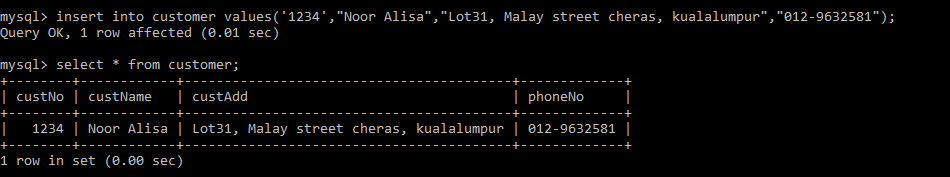 mysql> insert into customer values('1234',"Noor Alisa","Lot31, Malay street cheras, kualalumpur","012-9632581");
Query OK, 1 row affected (0.01 sec)
mysql> select * from customer;
+--------+------------+-----------------------------------------+-------------+
| custNo | custName   | custAdd                                 | phoneNo     |
+--------+------------+-----------------------------------------+-------------+
|   1234 | Noor Alisa | Lot31, Malay street cheras, kualalumpur | 012-9632581 |
+--------+------------+-----------------------------------------+-------------+
1 row in set (0.00 sec)